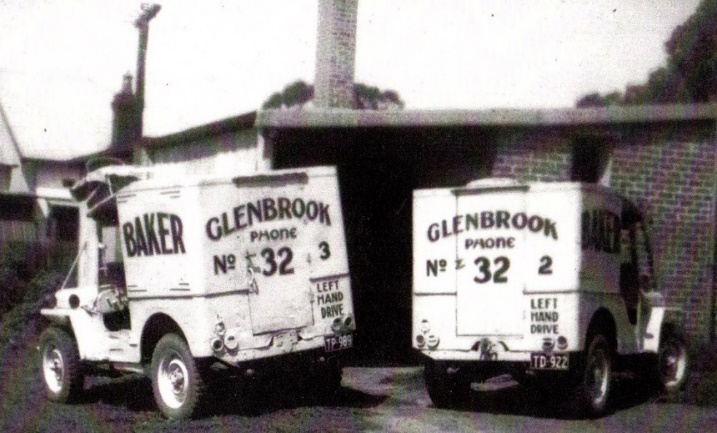 BAKER
GLENBROOK
PHONE
No 32 3
LEFT
HAND
DRIVE
TP·989
GLENBROOK
PHONE
No 32 2
LEFT
HAND
DRIVE
TD·922
BAKER